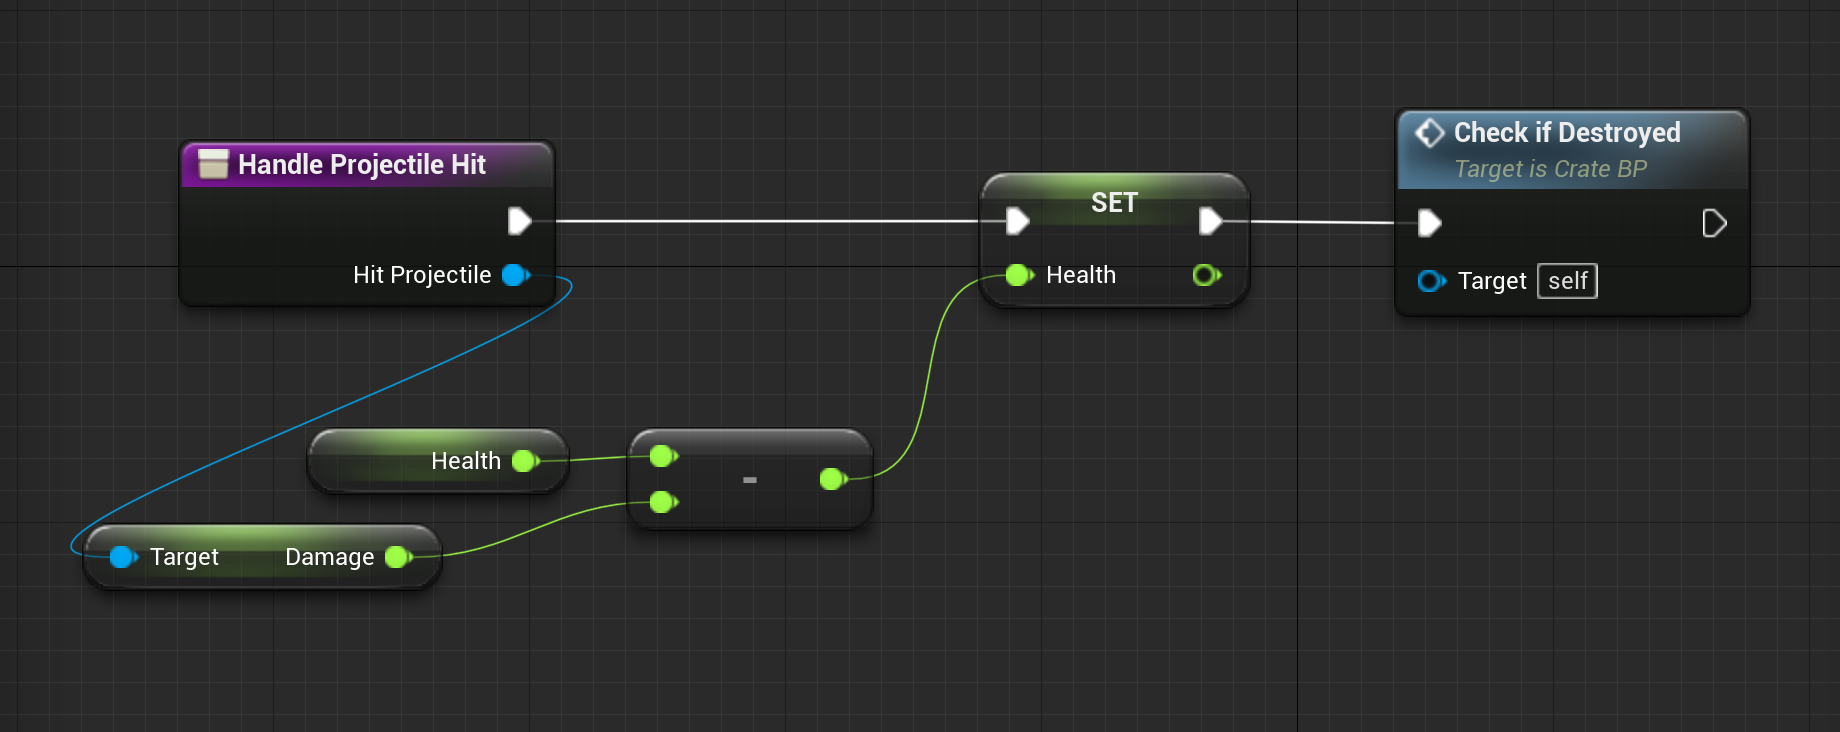 Handle Projectile Hit
Hit Projectile
SET
Health
Check if Destroyed
Target is Crate BP
Target self
Health
-
Target Damage